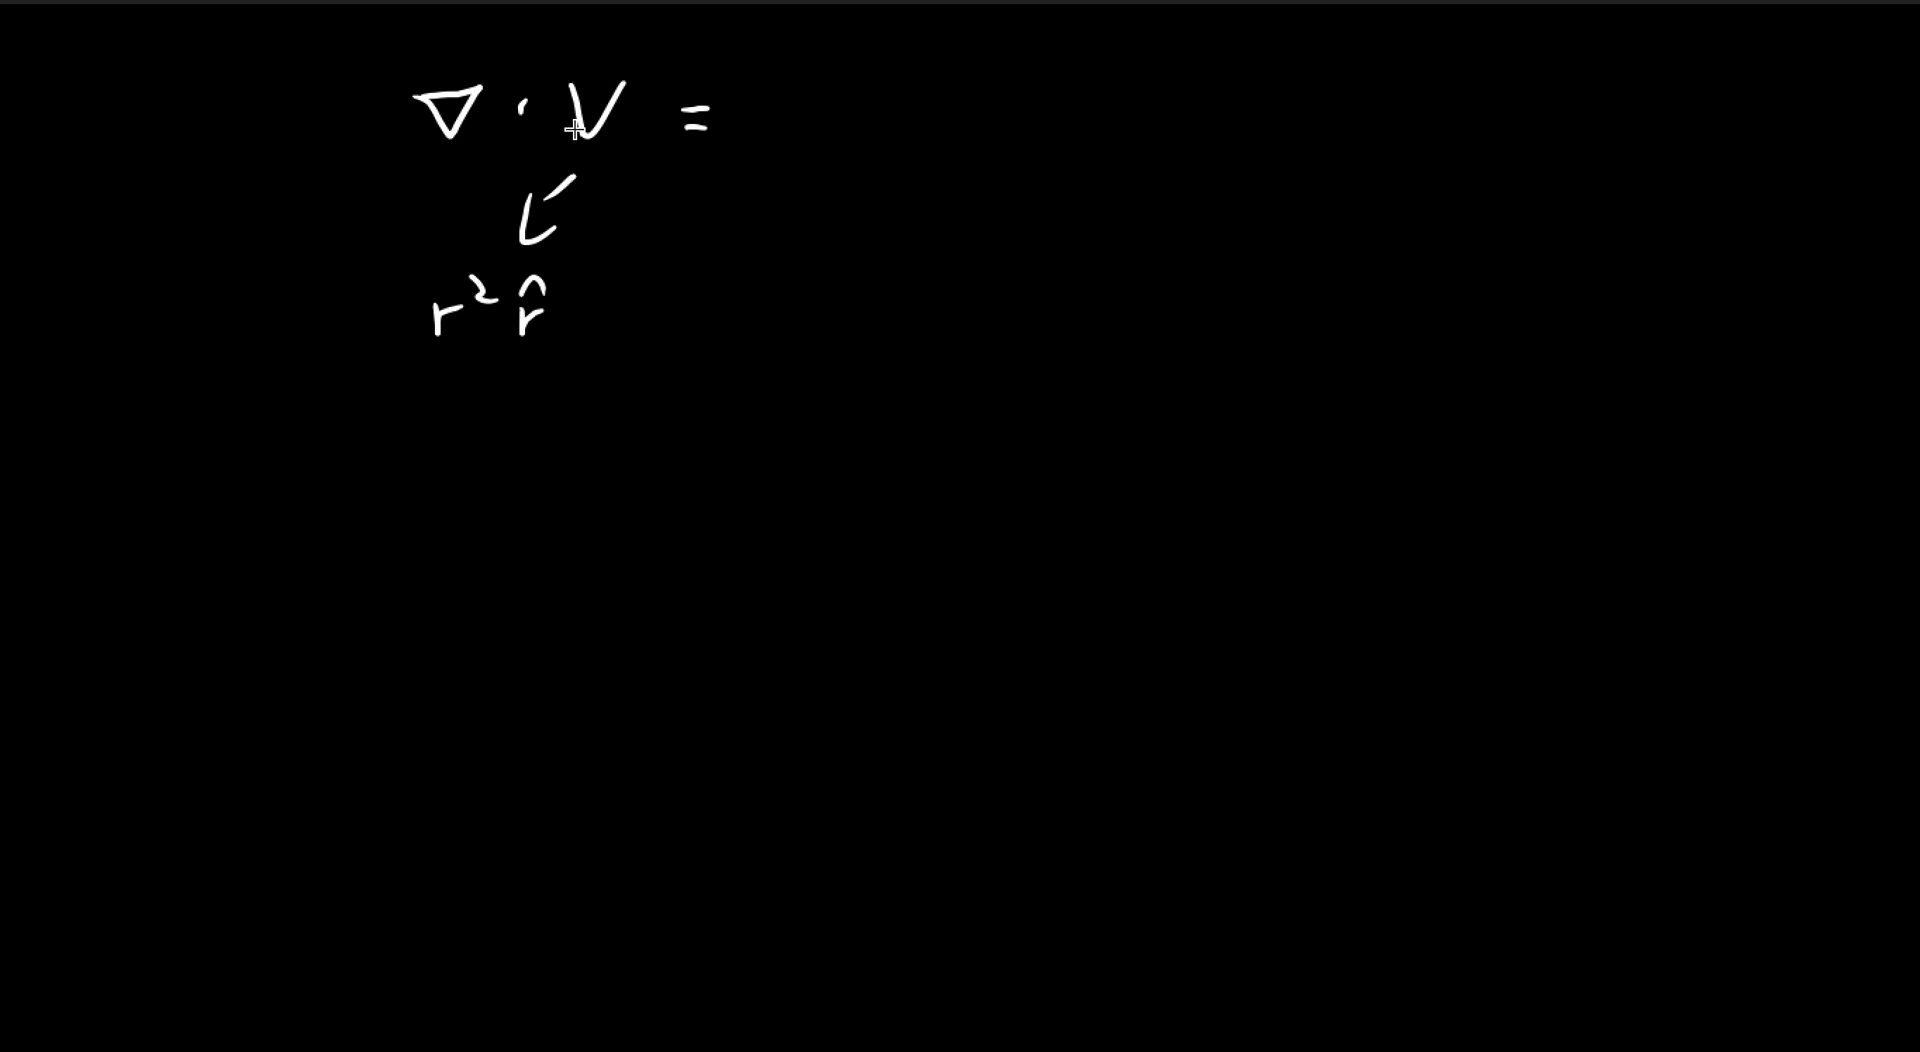 ∇ · V =
r² r̂